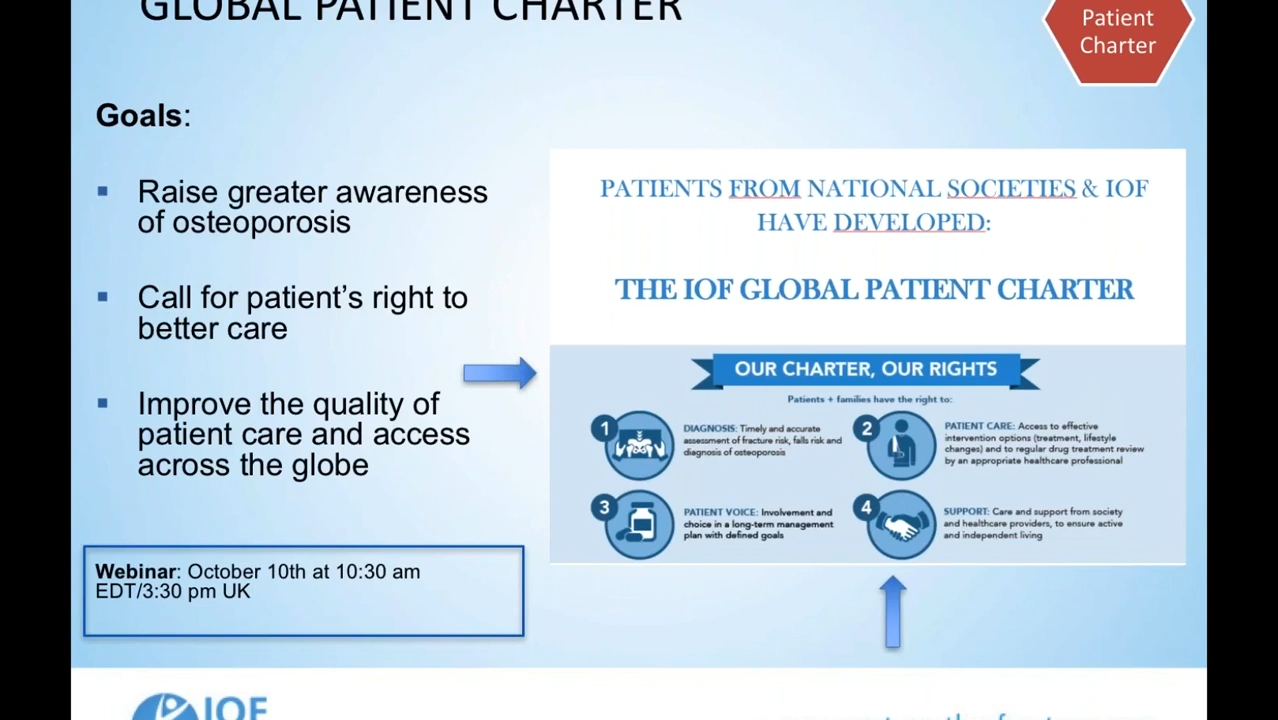 GLOBAL PATIENT CHARTER
Patient
Charter
Goals:
Raise greater awareness
of osteoporosis
Call for patient’s right to
better care
Improve the quality of
patient care and access
across the globe
Webinar: October 10th at 10:30 am
EDT/3:30 pm UK
PATIENTS FROM NATIONAL SOCIETIES & IOF
HAVE DEVELOPED:
THE IOF GLOBAL PATIENT CHARTER
OUR CHARTER, OUR RIGHTS
Patients + families have the right to:
1
DIAGNOSIS: Timely and accurate
assessment of fracture risk, falls risk and
diagnosis of osteoporosis
2
PATIENT CARE: Access to effective
intervention options (treatment, lifestyle
changes) and to regular drug treatment review
by an appropriate healthcare professional
3
PATIENT VOICE: Involvement and
choice in a long-term management
plan with defined goals
4
SUPPORT: Care and support from society
and healthcare providers, to ensure active
and independent living
IOF